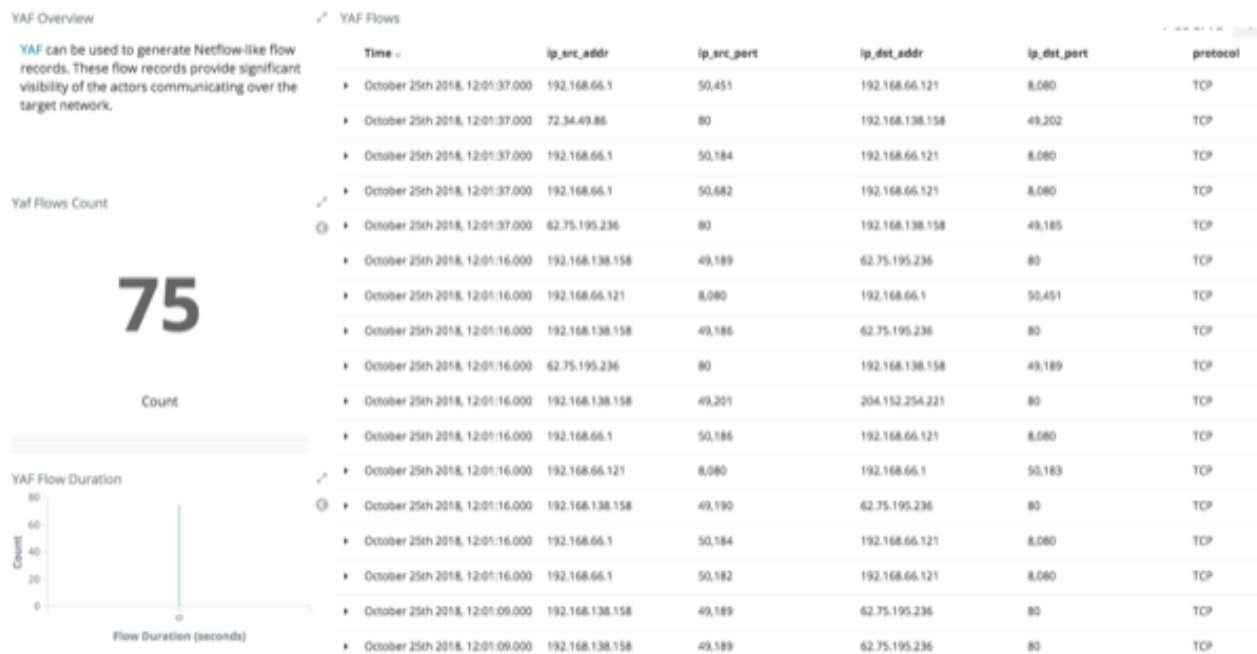 YAF Overview
YAF can be used to generate Netflow-like flow
records. These flow records provide significant
visibility of the actors communicating over the
target network.
Yaf Flows Count
75
Count
YAF Flow Duration
80
60
40
20
0
Count
0
Flow Duration (seconds)
YAF Flows
Time ip_src_addr ip_src_port ip_dst_addr ip_dst_port protocol
October 25th 2018, 12:01:37.000 192.168.66.1 50,451 192.168.66.121 8,080 TCP
October 25th 2018, 12:01:37.000 72.34.49.86 80 192.168.138.158 49,202 TCP
October 25th 2018, 12:01:37.000 192.168.66.1 50,184 192.168.66.121 8,080 TCP
October 25th 2018, 12:01:37.000 192.168.66.1 50,682 192.168.66.121 8,080 TCP
October 25th 2018, 12:01:37.000 62.75.195.236 80 192.168.138.158 49,185 TCP
October 25th 2018, 12:01:16.000 192.168.138.158 49,189 62.75.195.236 80 TCP
October 25th 2018, 12:01:16.000 192.168.66.121 8,080 192.168.66.1 50,451 TCP
October 25th 2018, 12:01:16.000 192.168.138.158 49,186 62.75.195.236 80 TCP
October 25th 2018, 12:01:16.000 62.75.195.236 80 192.168.138.158 49,189 TCP
October 25th 2018, 12:01:16.000 192.168.138.158 49,201 204.152.254.221 80 TCP
October 25th 2018, 12:01:16.000 192.168.66.1 50,186 192.168.66.121 8,080 TCP
October 25th 2018, 12:01:16.000 192.168.66.121 8,080 192.168.66.1 50,183 TCP
October 25th 2018, 12:01:16.000 192.168.138.158 49,190 62.75.195.236 80 TCP
October 25th 2018, 12:01:16.000 192.168.66.1 50,184 192.168.66.121 8,080 TCP
October 25th 2018, 12:01:16.000 192.168.66.1 50,182 192.168.66.121 8,080 TCP
October 25th 2018, 12:01:09.000 192.168.138.158 49,189 62.75.195.236 80 TCP
October 25th 2018, 12:01:09.000 192.168.138.158 49,189 62.75.195.236 80 TCP